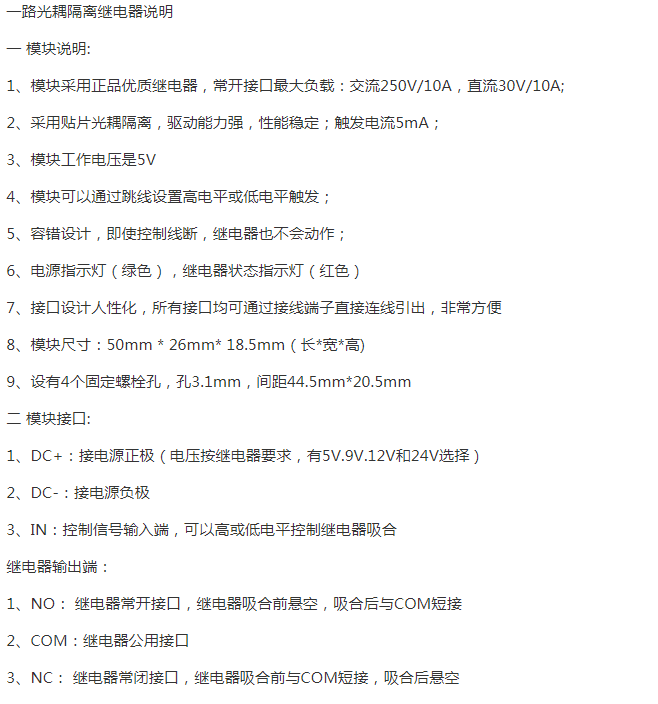 一路光耦隔离继电器说明
一 模块说明:
1、模块采用正品优质继电器，常开接口最大负载：交流250V/10A，直流30V/10A;
2、采用贴片光耦隔离，驱动能力强，性能稳定；触发电流5mA；
3、模块工作电压是5V
4、模块可以通过跳线设置高电平或低电平触发；
5、容错设计，即使控制线断，继电器也不会动作；
6、电源指示灯（绿色），继电器状态指示灯（红色）
7、接口设计人性化，所有接口均可通过接线端子直接连线引出，非常方便
8、模块尺寸：50mm * 26mm* 18.5mm（长*宽*高)
9、设有4个固定螺栓孔，孔3.1mm，间距44.5mm*20.5mm
二 模块接口:
1、DC+：接电源正极（电压按继电器要求，有5V.9V.12V和24V选择）
2、DC-：接电源负极
3、IN：控制信号输入端，可以高或低电平控制继电器吸合
继电器输出端：
1、NO： 继电器常开接口，继电器吸合前悬空，吸合后与COM短接
2、COM：继电器公用接口
3、NC： 继电器常闭接口，继电器吸合前与COM短接，吸合后悬空